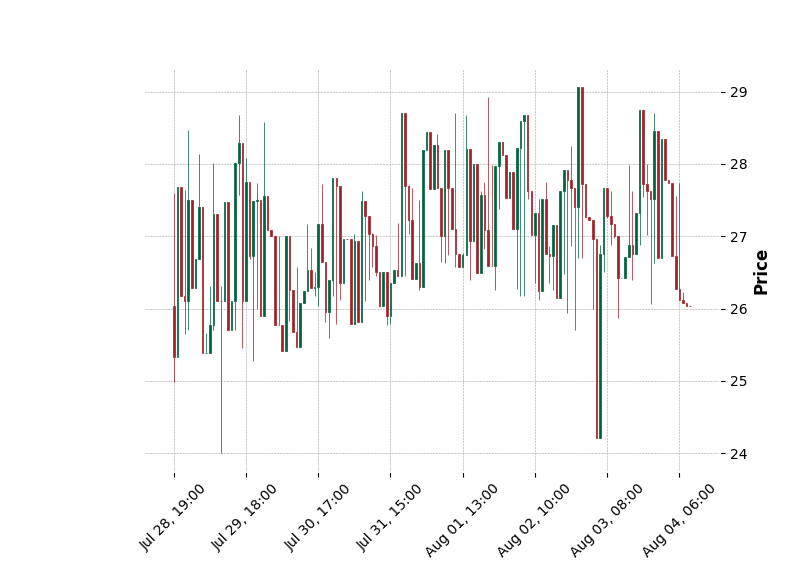 29
28
27
26
25
24
Price
Jul 28, 19:00
Jul 29, 18:00
Jul 30, 17:00
Jul 31, 15:00
Aug 01, 13:00
Aug 02, 10:00
Aug 03, 08:00
Aug 04, 06:00